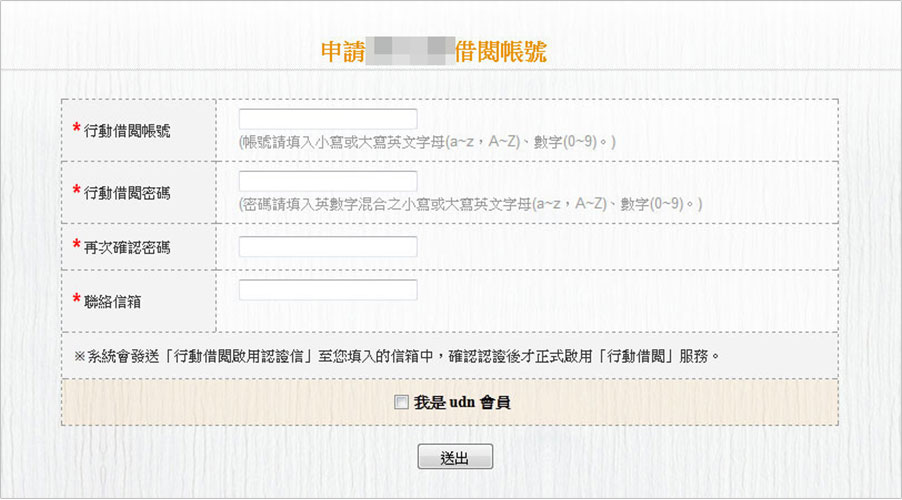 申請 借閱帳號
*行動借閱帳號
(帳號請填入小寫或大寫英文字母(a~z，A~Z)、數字(0~9)。)
*行動借閱密碼
(密碼請填入英數字混合之小寫或大寫英文字母(a~z，A~Z)、數字(0~9)。)
*再次確認密碼
*聯絡信箱
※系統會發送「行動借閱啟用認證信」至您填入的信箱中，確認認證後才正式啟用「行動借閱」服務。
我是 udn 會員
送出